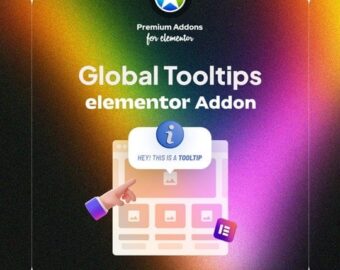 Premium Addons
for elementor
Global Tooltips
elementor Addon
i
HEY! THIS IS A TOOLTIP